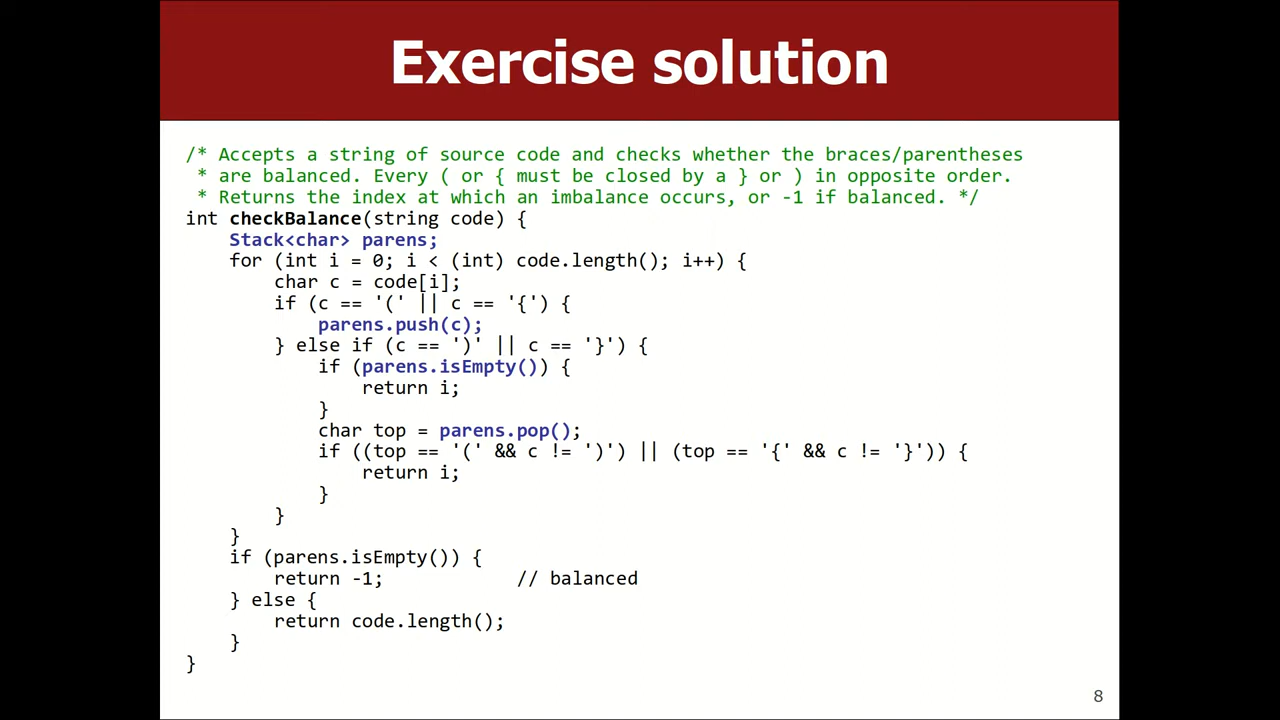 Exercise solution
/* Accepts a string of source code and checks whether the braces/parentheses
 * are balanced. Every ( or { must be closed by a } or ) in opposite order.
 * Returns the index at which an imbalance occurs, or -1 if balanced. */
int checkBalance(string code) {
    Stack<char> parens;
    for (int i = 0; i < (int) code.length(); i++) {
        char c = code[i];
        if (c == '(' || c == '{') {
            parens.push(c);
        } else if (c == ')' || c == '}') {
            if (parens.isEmpty()) {
                return i;
            }
            char top = parens.pop();
            if ((top == '(' && c != ')') || (top == '{' && c != '}')) {
                return i;
            }
        }
    }
    if (parens.isEmpty()) {
        return -1;            // balanced
    } else {
        return code.length();
    }
}
8